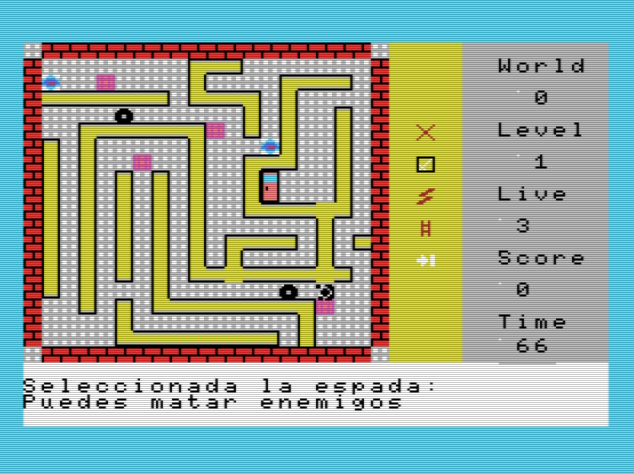 World
0
Level
1
Live
3
Score
0
Time
66
Seleccionada la espada:
Puedes matar enemigos